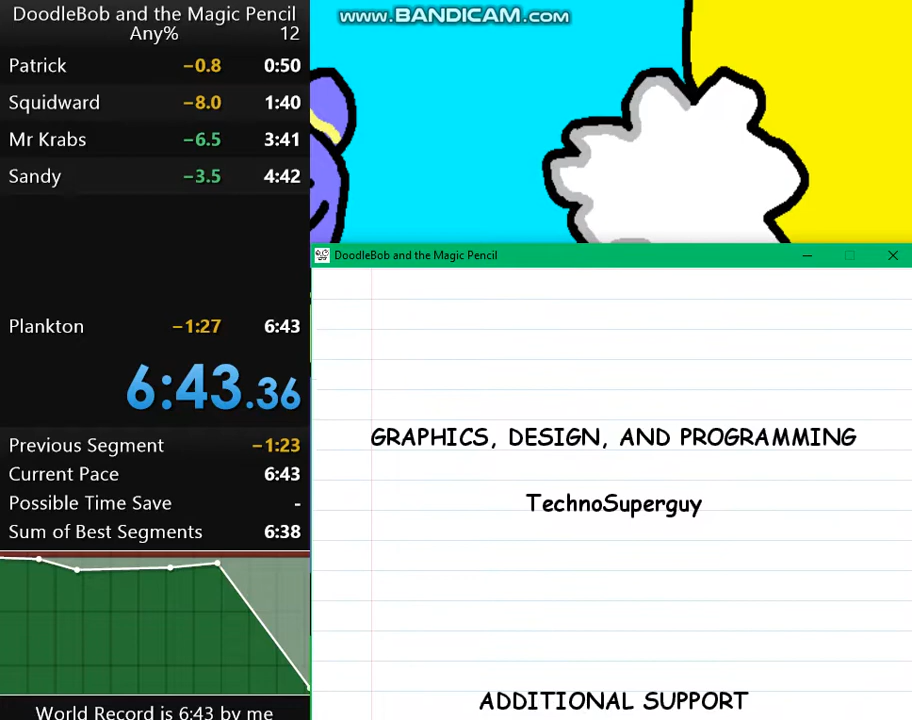 DoodleBob and the Magic Pencil
Any% 12
Patrick −0.8 0:50
Squidward −8.0 1:40
Mr Krabs −6.5 3:41
Sandy −3.5 4:42
Plankton −1:27 6:43
6:43.36
Previous Segment −1:23
Current Pace 6:43
Possible Time Save -
Sum of Best Segments 6:38
World Record is 6:43 by me
www.BANDICAM.com
DoodleBob and the Magic Pencil
GRAPHICS, DESIGN, AND PROGRAMMING
TechnoSuperguy
ADDITIONAL SUPPORT